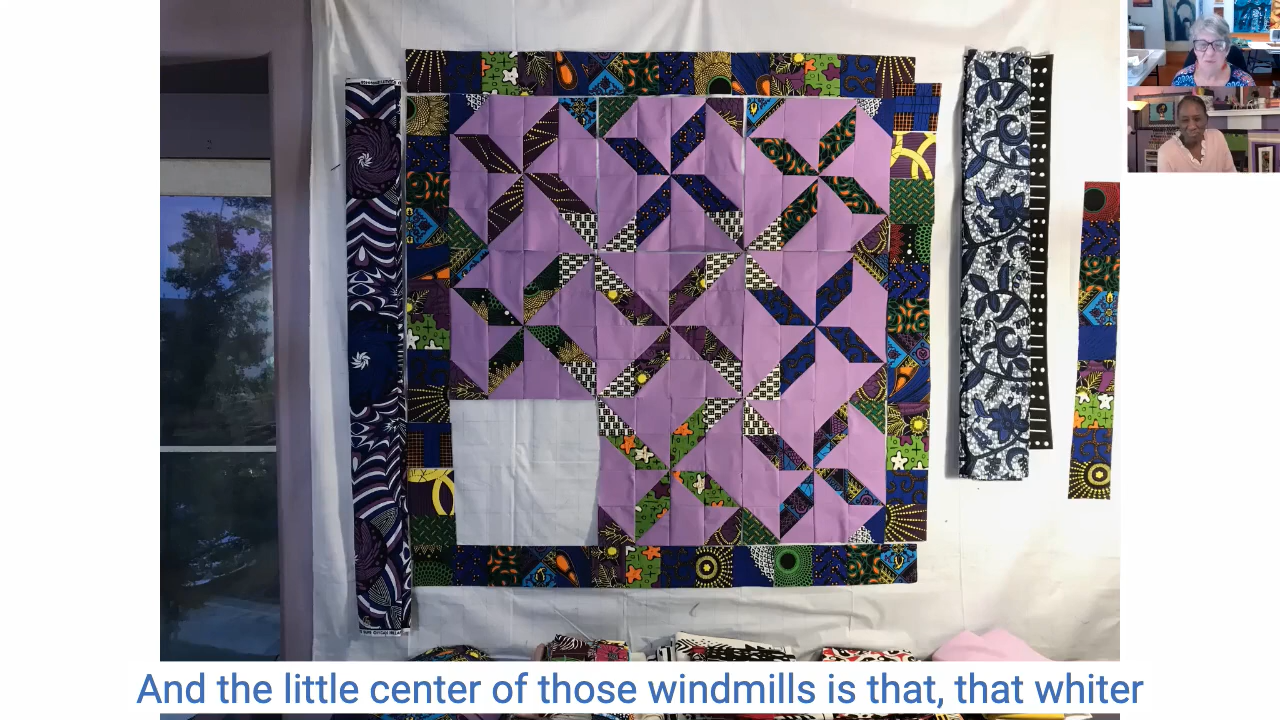 And the little center of those windmills is that, that whiter